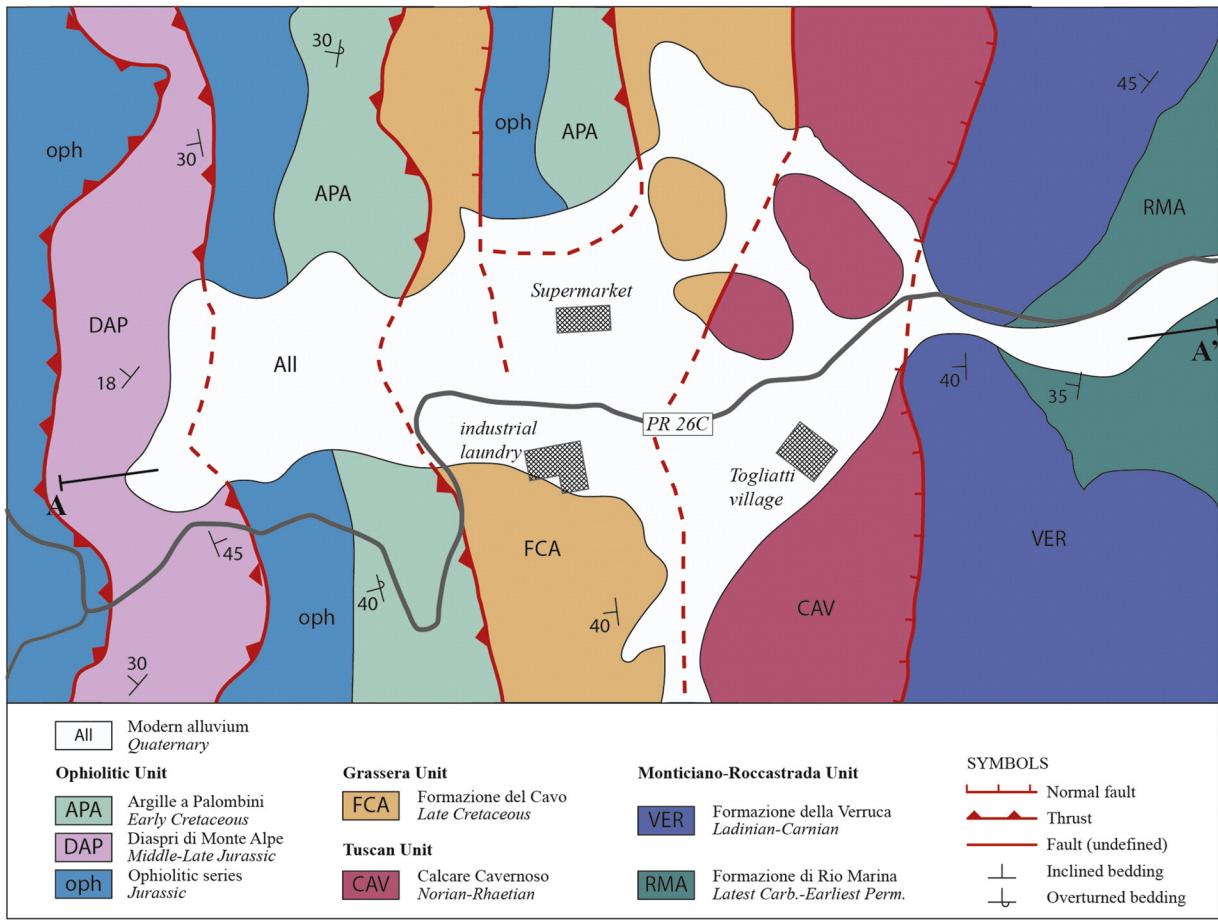 30
45
oph
oph
APA
30
APA
RMA
Supermarket
DAP
All
A'
18
40
35
PR 26C
industrial
laundry
Togliatti
village
A
FCA
VER
45
40
oph
40
CAV
30
All
Modern alluvium
Quaternary
Ophiolitic Unit
APA
Argille a Palombini
Early Cretaceous
DAP
Diaspri di Monte Alpe
Middle-Late Jurassic
oph
Ophiolitic series
Jurassic
Grassera Unit
FCA
Formazione del Cavo
Late Cretaceous
Tuscan Unit
CAV
Calcare Cavernoso
Norian-Rhaetian
Monticiano-Roccastrada Unit
VER
Formazione della Verruca
Ladinian-Carnian
RMA
Formazione di Rio Marina
Latest Carb.-Earliest Perm.
SYMBOLS
Normal fault
Thrust
Fault (undefined)
Inclined bedding
Overturned bedding